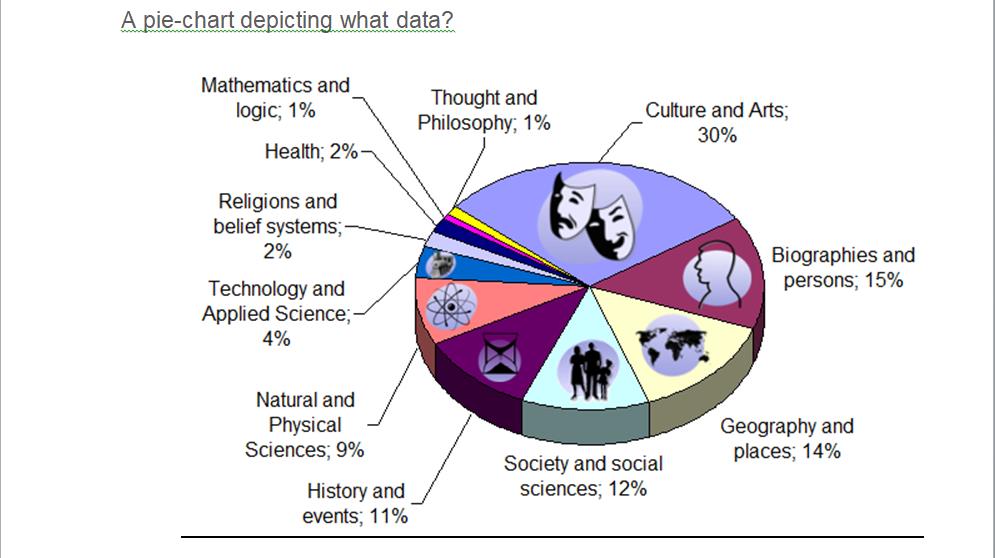 A pie-chart depicting what data?
Mathematics and
logic; 1%
Thought and
Philosophy; 1%
Culture and Arts;
30%
Health; 2%
Religions and
belief systems;
2%
Biographies and
persons; 15%
Technology and
Applied Science;
4%
Natural and
Physical
Sciences; 9%
Geography and
places; 14%
Society and social
sciences; 12%
History and
events; 11%